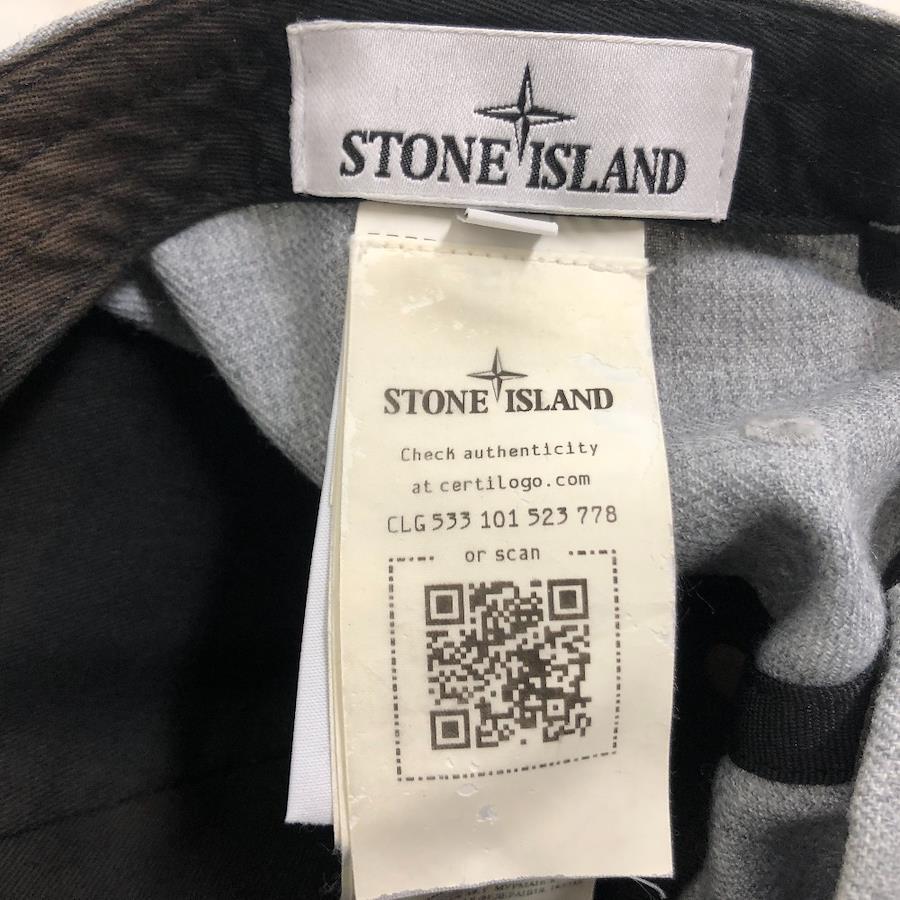 STONE ISLAND
STONE ISLAND
Check authenticity
at certilogo.com
CLG 533 101 523 778
or scan